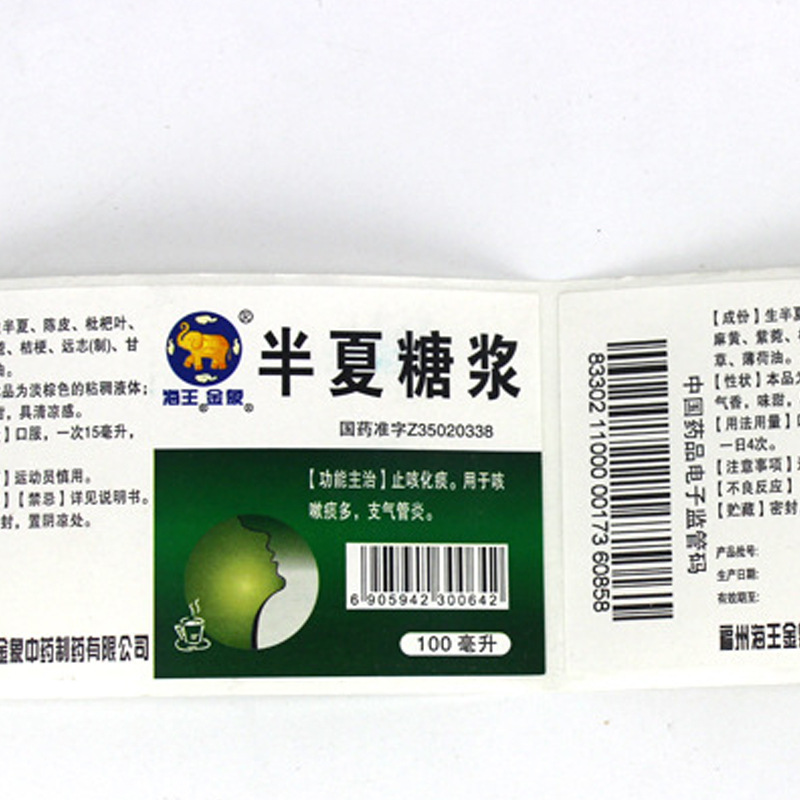 半夏、陈皮、枇杷叶、
、桔梗、远志(制)、甘
油。
品为淡棕色的粘稠液体；
，具清凉感。
】口服，一次15毫升，
】运动员慎用。
】【禁忌】详见说明书。
封，置阴凉处。
金象中药制药有限公司
®
海王®金象®
半夏糖浆
国药准字Z35020338
【功能主治】止咳化痰。用于咳
嗽痰多，支气管炎。
6 905942 300642
100 毫升
83302 11000 00173 60858
中国药品电子监管码
【成份】生半夏
麻黄、紫菀、
草、薄荷油。
【性状】本品为
气香，味甜，
【用法用量】
一日4次。
【注意事项】
【不良反应】
【贮藏】密封
产品批号:
生产日期:
有效期至:
福州海王金